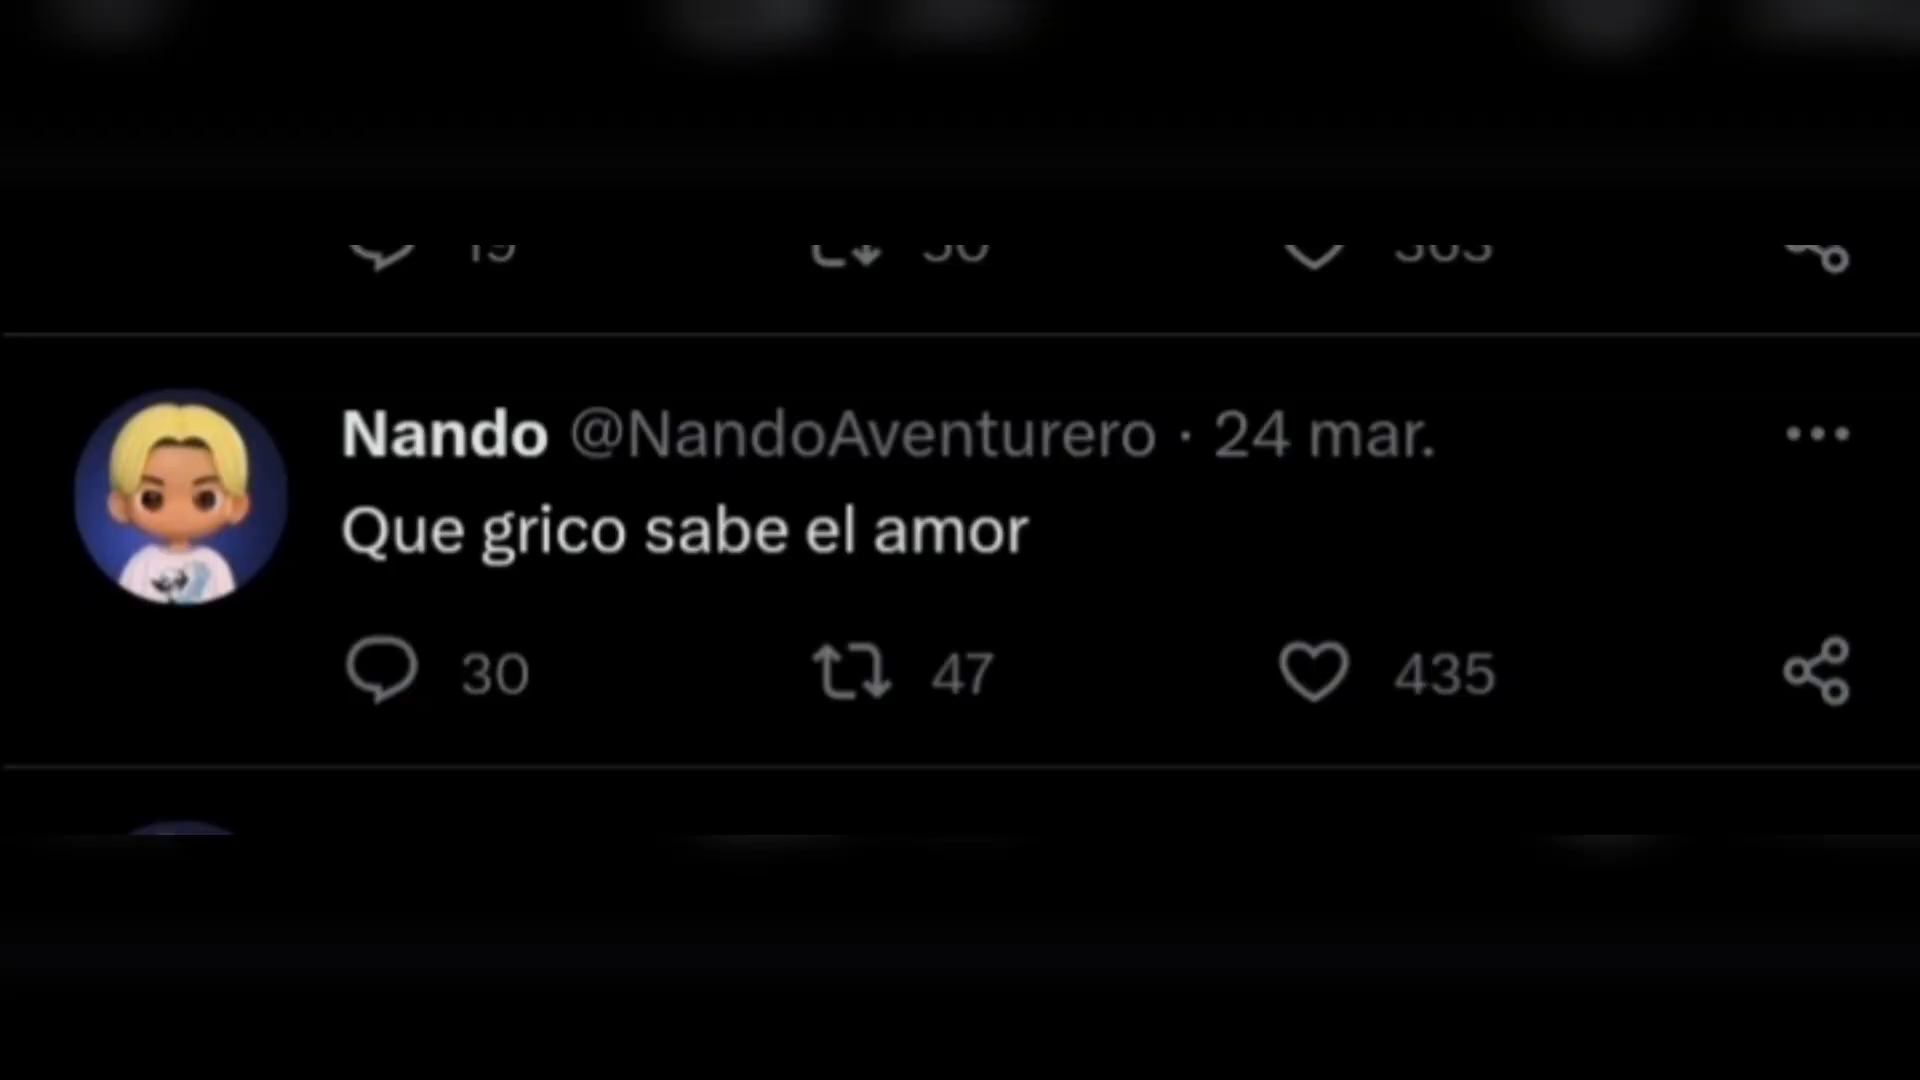 Nando @NandoAventurero · 24 mar.
Que grico sabe el amor
30 47 435